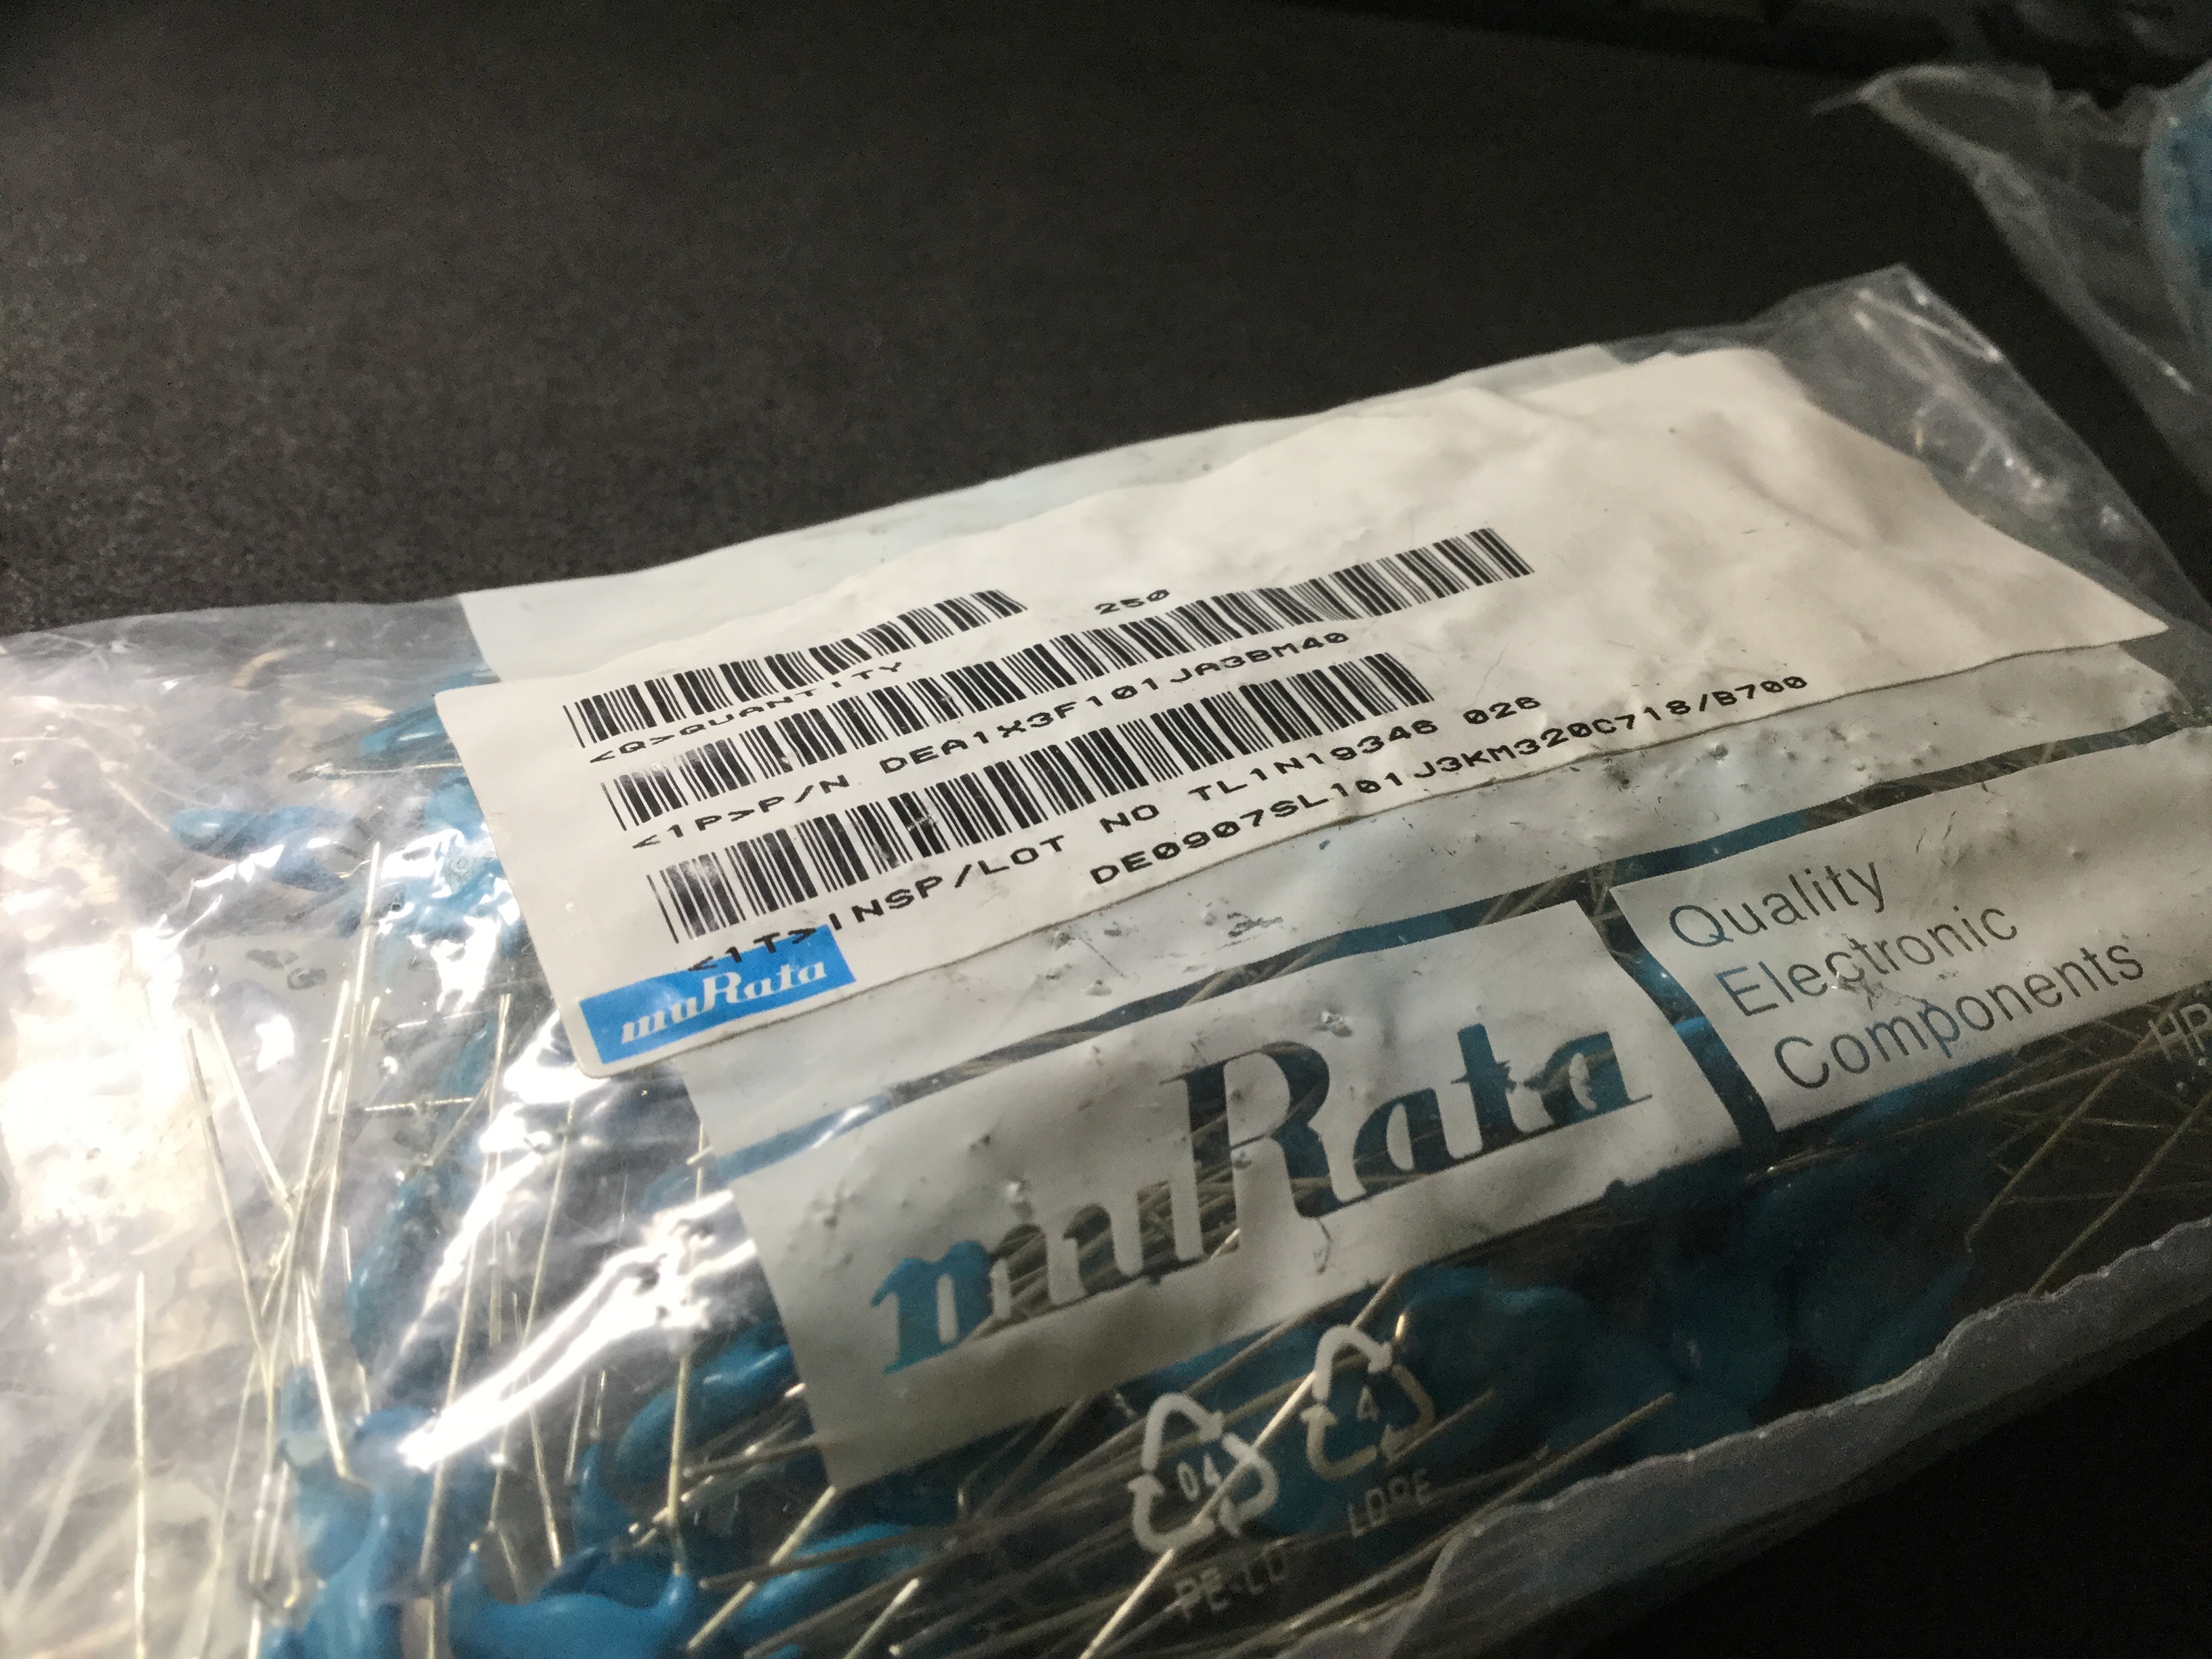 250
<Q>QUANTITY
<1P>P/N DEA1X3F101JA3BM40
<1T>INSP/LOT NO TL1N19346 026
DE0907SL101J3KM320C718/B700
muRata
muRata
Quality
Electronic
Components
04
PE-LD
4
LDPE